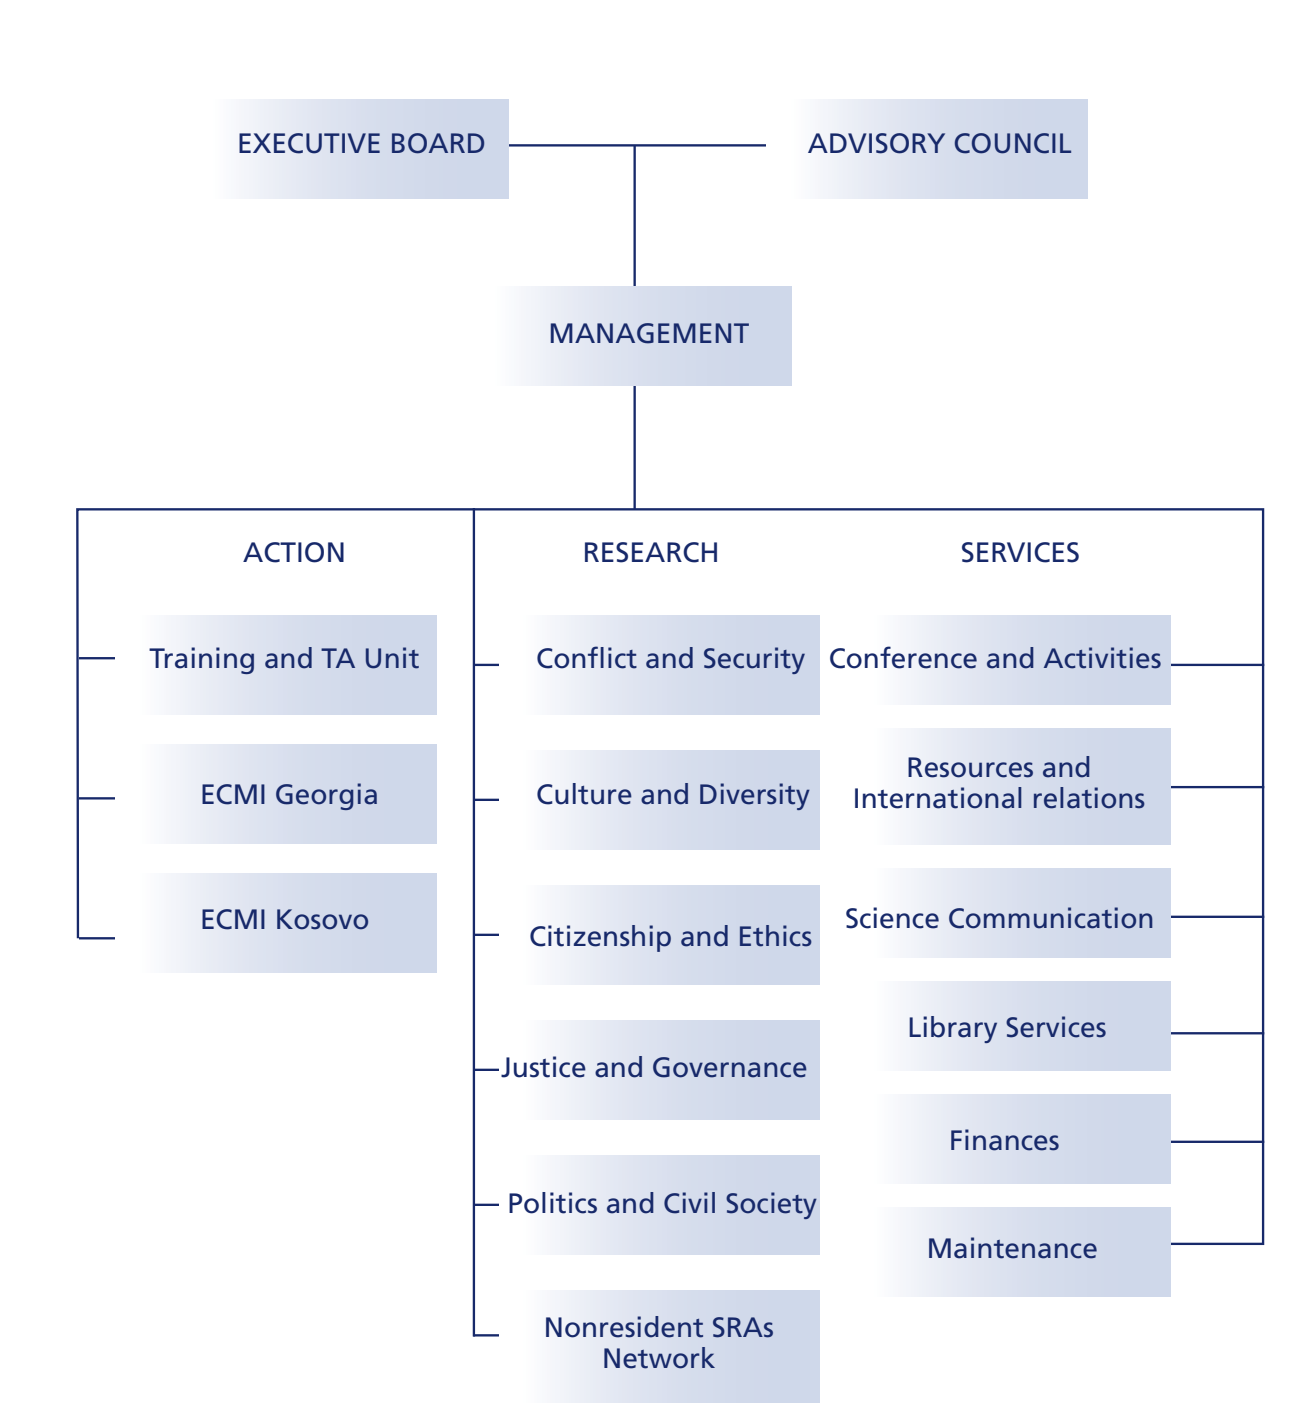 EXECUTIVE BOARD
ADVISORY COUNCIL
MANAGEMENT
ACTION
Training and TA Unit
ECMI Georgia
ECMI Kosovo
RESEARCH
Conflict and Security
Culture and Diversity
Citizenship and Ethics
Justice and Governance
Politics and Civil Society
Nonresident SRAs
Network
SERVICES
Conference and Activities
Resources and
International relations
Science Communication
Library Services
Finances
Maintenance